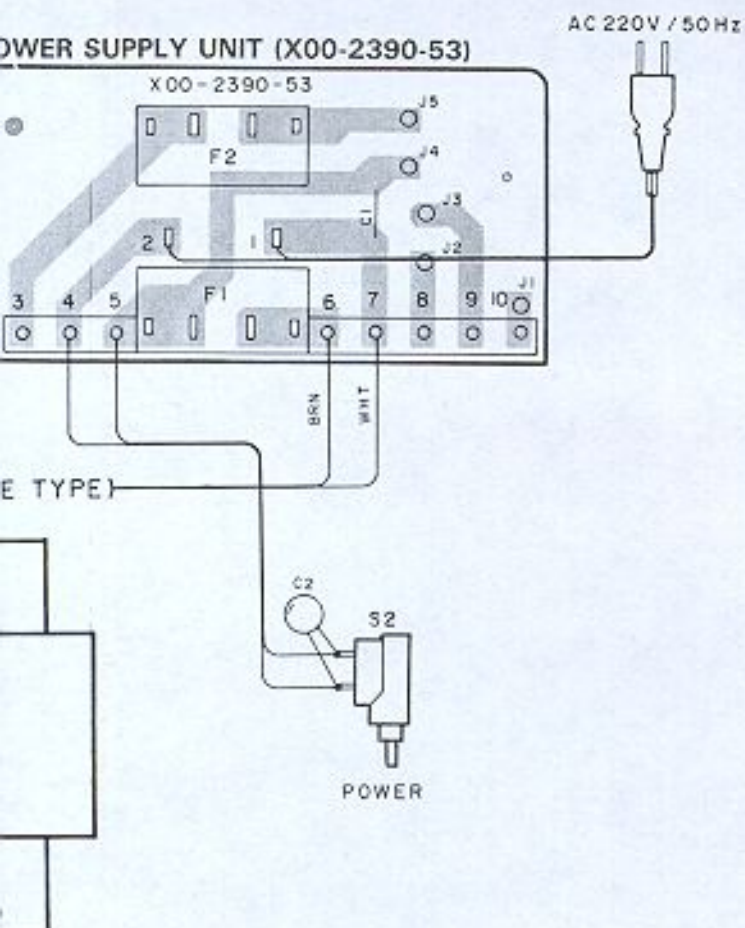 AC 220V / 50Hz
OWER SUPPLY UNIT (X00-2390-53)
X00-2390-53
J5
F2
J4
J3
C1
2
1
J2
F1
J1
3
4
5
6
7
8
9
10
BRN
WHT
E TYPE)
C2
S2
POWER